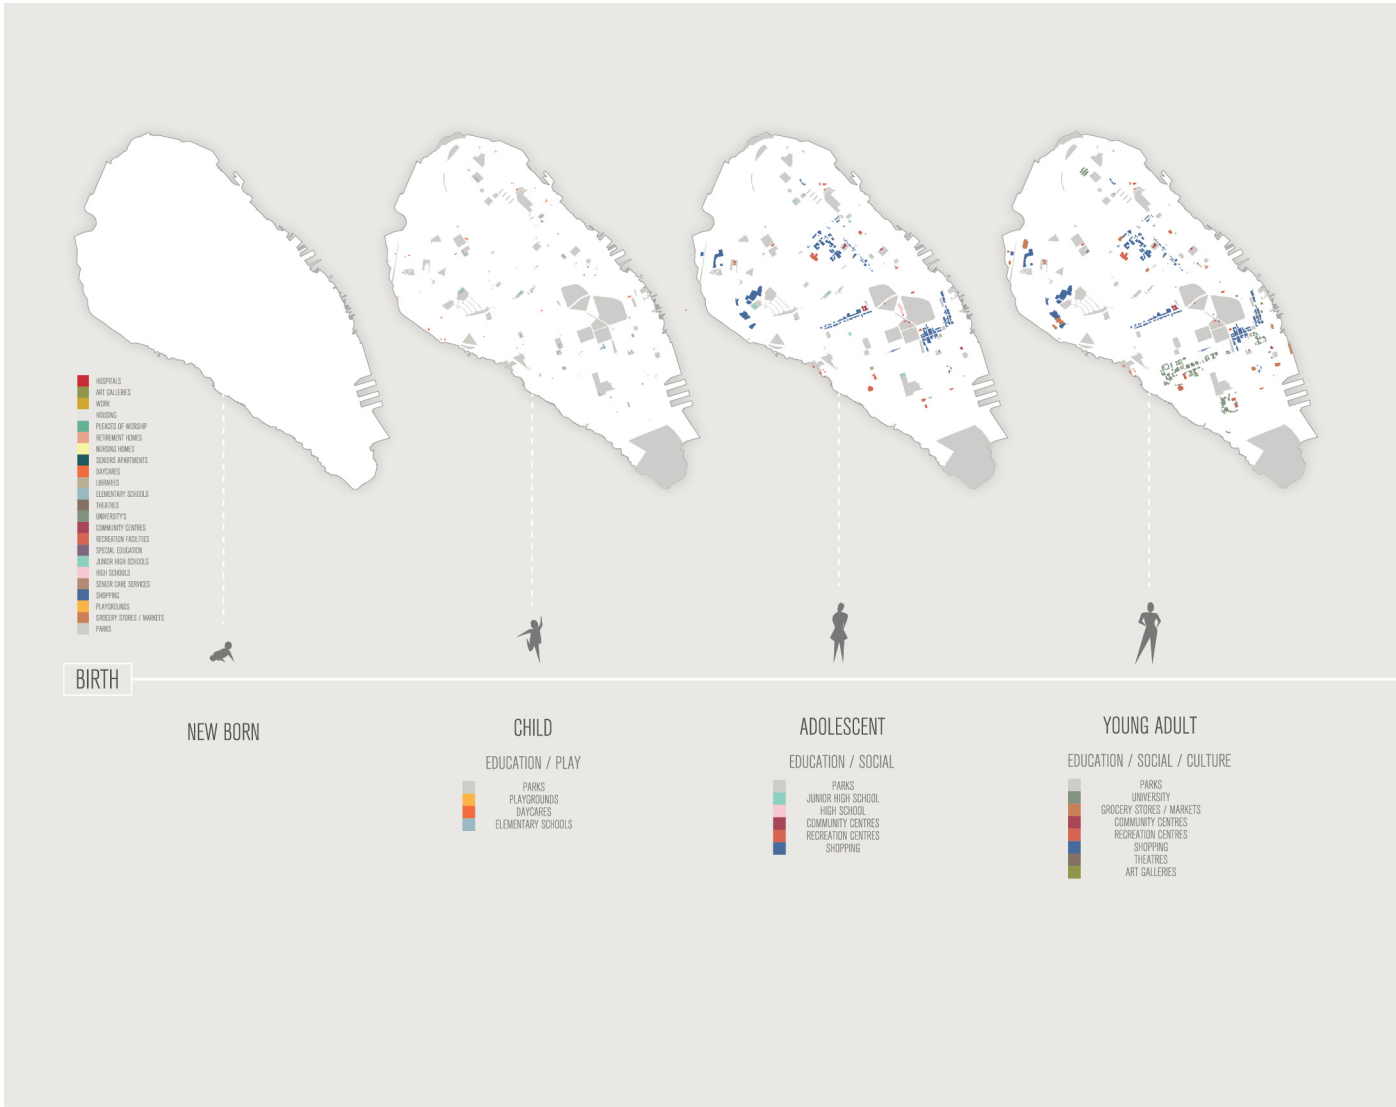 HOSPITALS
ART GALLERIES
WORK
HOUSING
PLEACES OF WORSHIP
RETIREMENT HOMES
NURSING HOMES
SENIORS APARTMENTS
DAYCARES
LIBRARIES
ELEMENTARY SCHOOLS
THEATRES
UNIVERSITY'S
COMMUNITY CENTRES
RECREATION FACILITIES
SPECIAL EDUCATION
JUNIOR HIGH SCHOOLS
HIGH SCHOOLS
SENIOR CARE SERVICES
SHOPPING
PLAYGROUNDS
GROCERY STORES / MARKETS
PARKS
BIRTH
NEW BORN
CHILD
EDUCATION / PLAY
PARKS
PLAYGROUNDS
DAYCARES
ELEMENTARY SCHOOLS
ADOLESCENT
EDUCATION / SOCIAL
PARKS
JUNIOR HIGH SCHOOL
HIGH SCHOOL
COMMUNITY CENTRES
RECREATION CENTRES
SHOPPING
YOUNG ADULT
EDUCATION / SOCIAL / CULTURE
PARKS
UNIVERSITY
GROCERY STORES / MARKETS
COMMUNITY CENTRES
RECREATION CENTRES
SHOPPING
THEATRES
ART GALLERIES